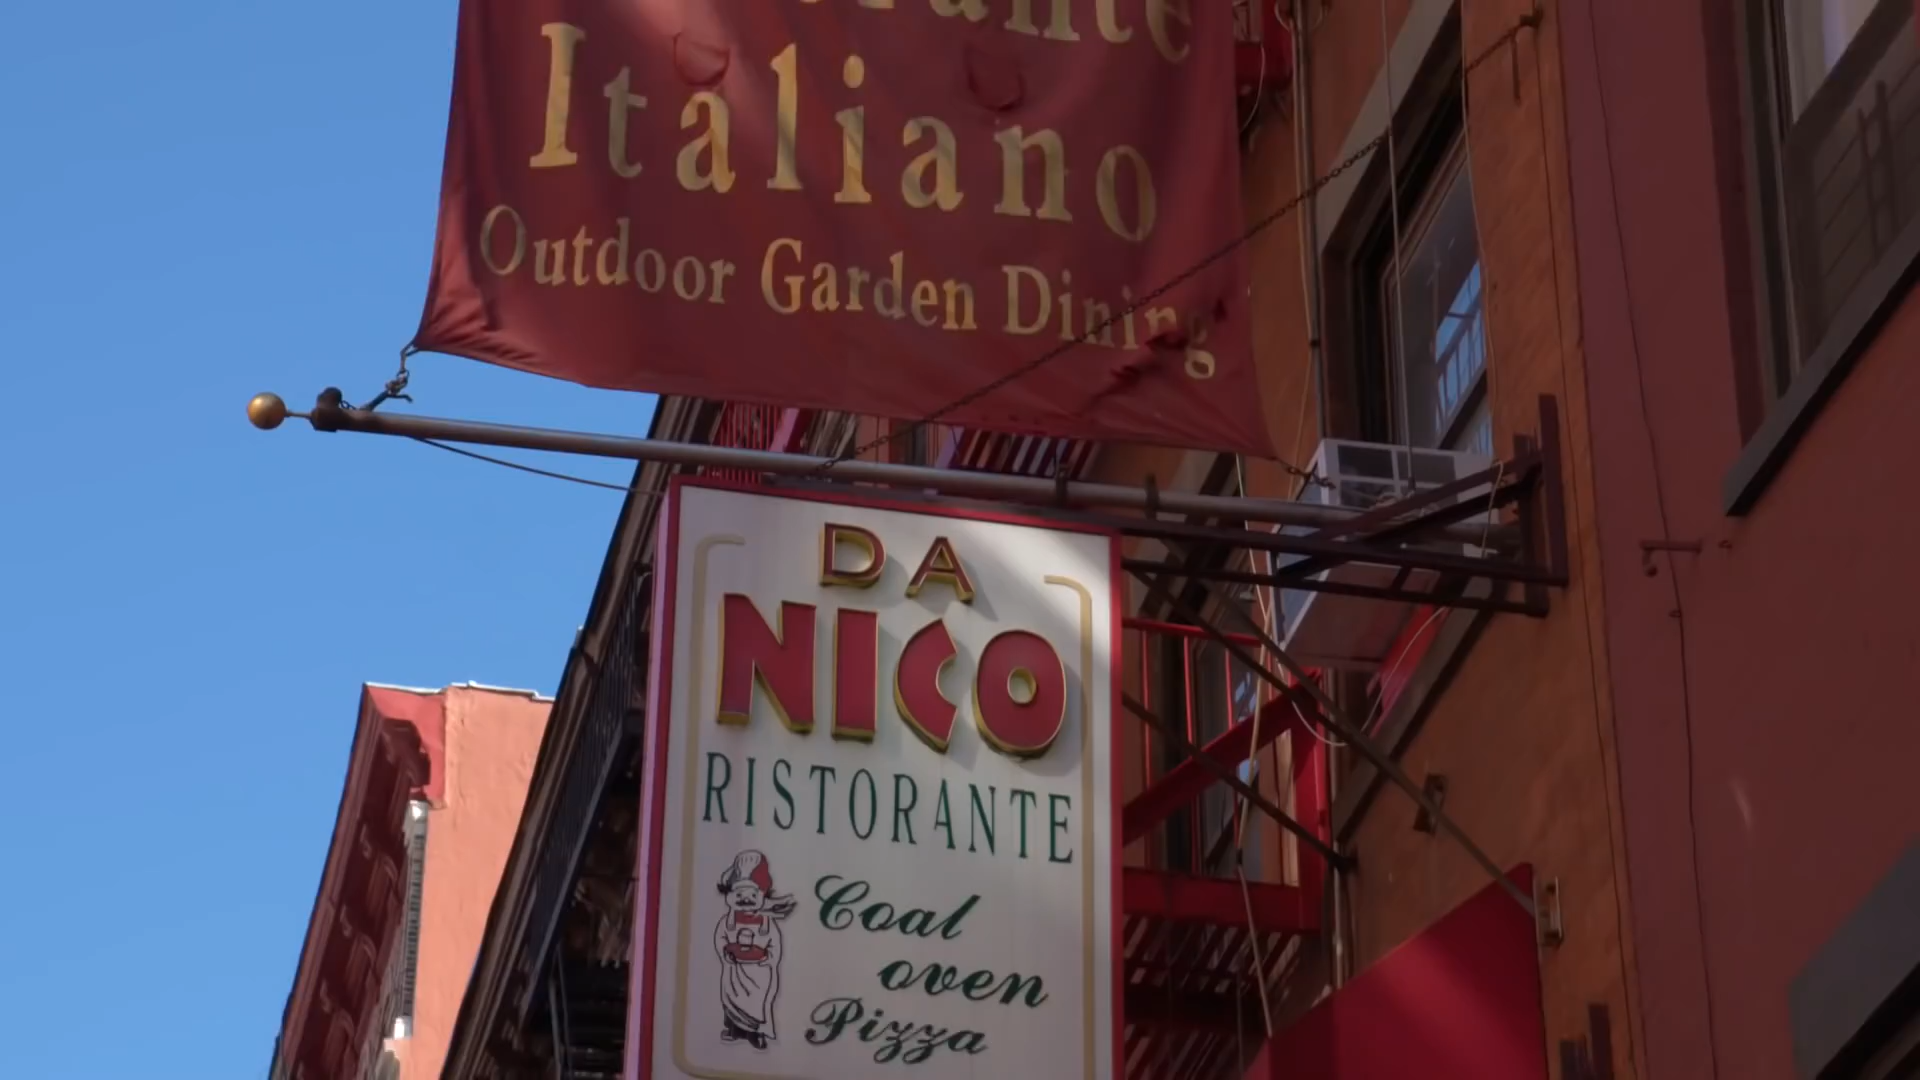 Italiano
Outdoor Garden Dining
DA
NICO
RISTORANTE
Coal
oven
Pizza